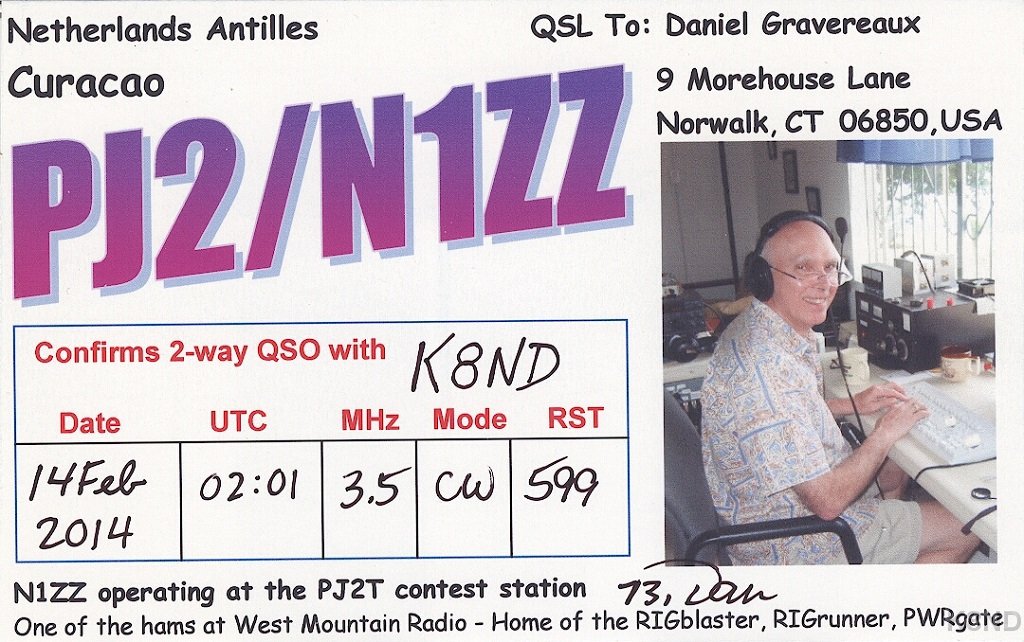 Netherlands Antilles
QSL To: Daniel Gravereaux
Curacao
9 Morehouse Lane
Norwalk, CT 06850, USA
PJ2/N1ZZ
Confirms 2-way QSO with K8ND
Date UTC MHz Mode RST
14 Feb 02:01 3.5 CW 599
2014
N1ZZ operating at the PJ2T contest station 73, Dan
One of the hams at West Mountain Radio - Home of the RIGblaster, RIGrunner, PWRgate
K8ND